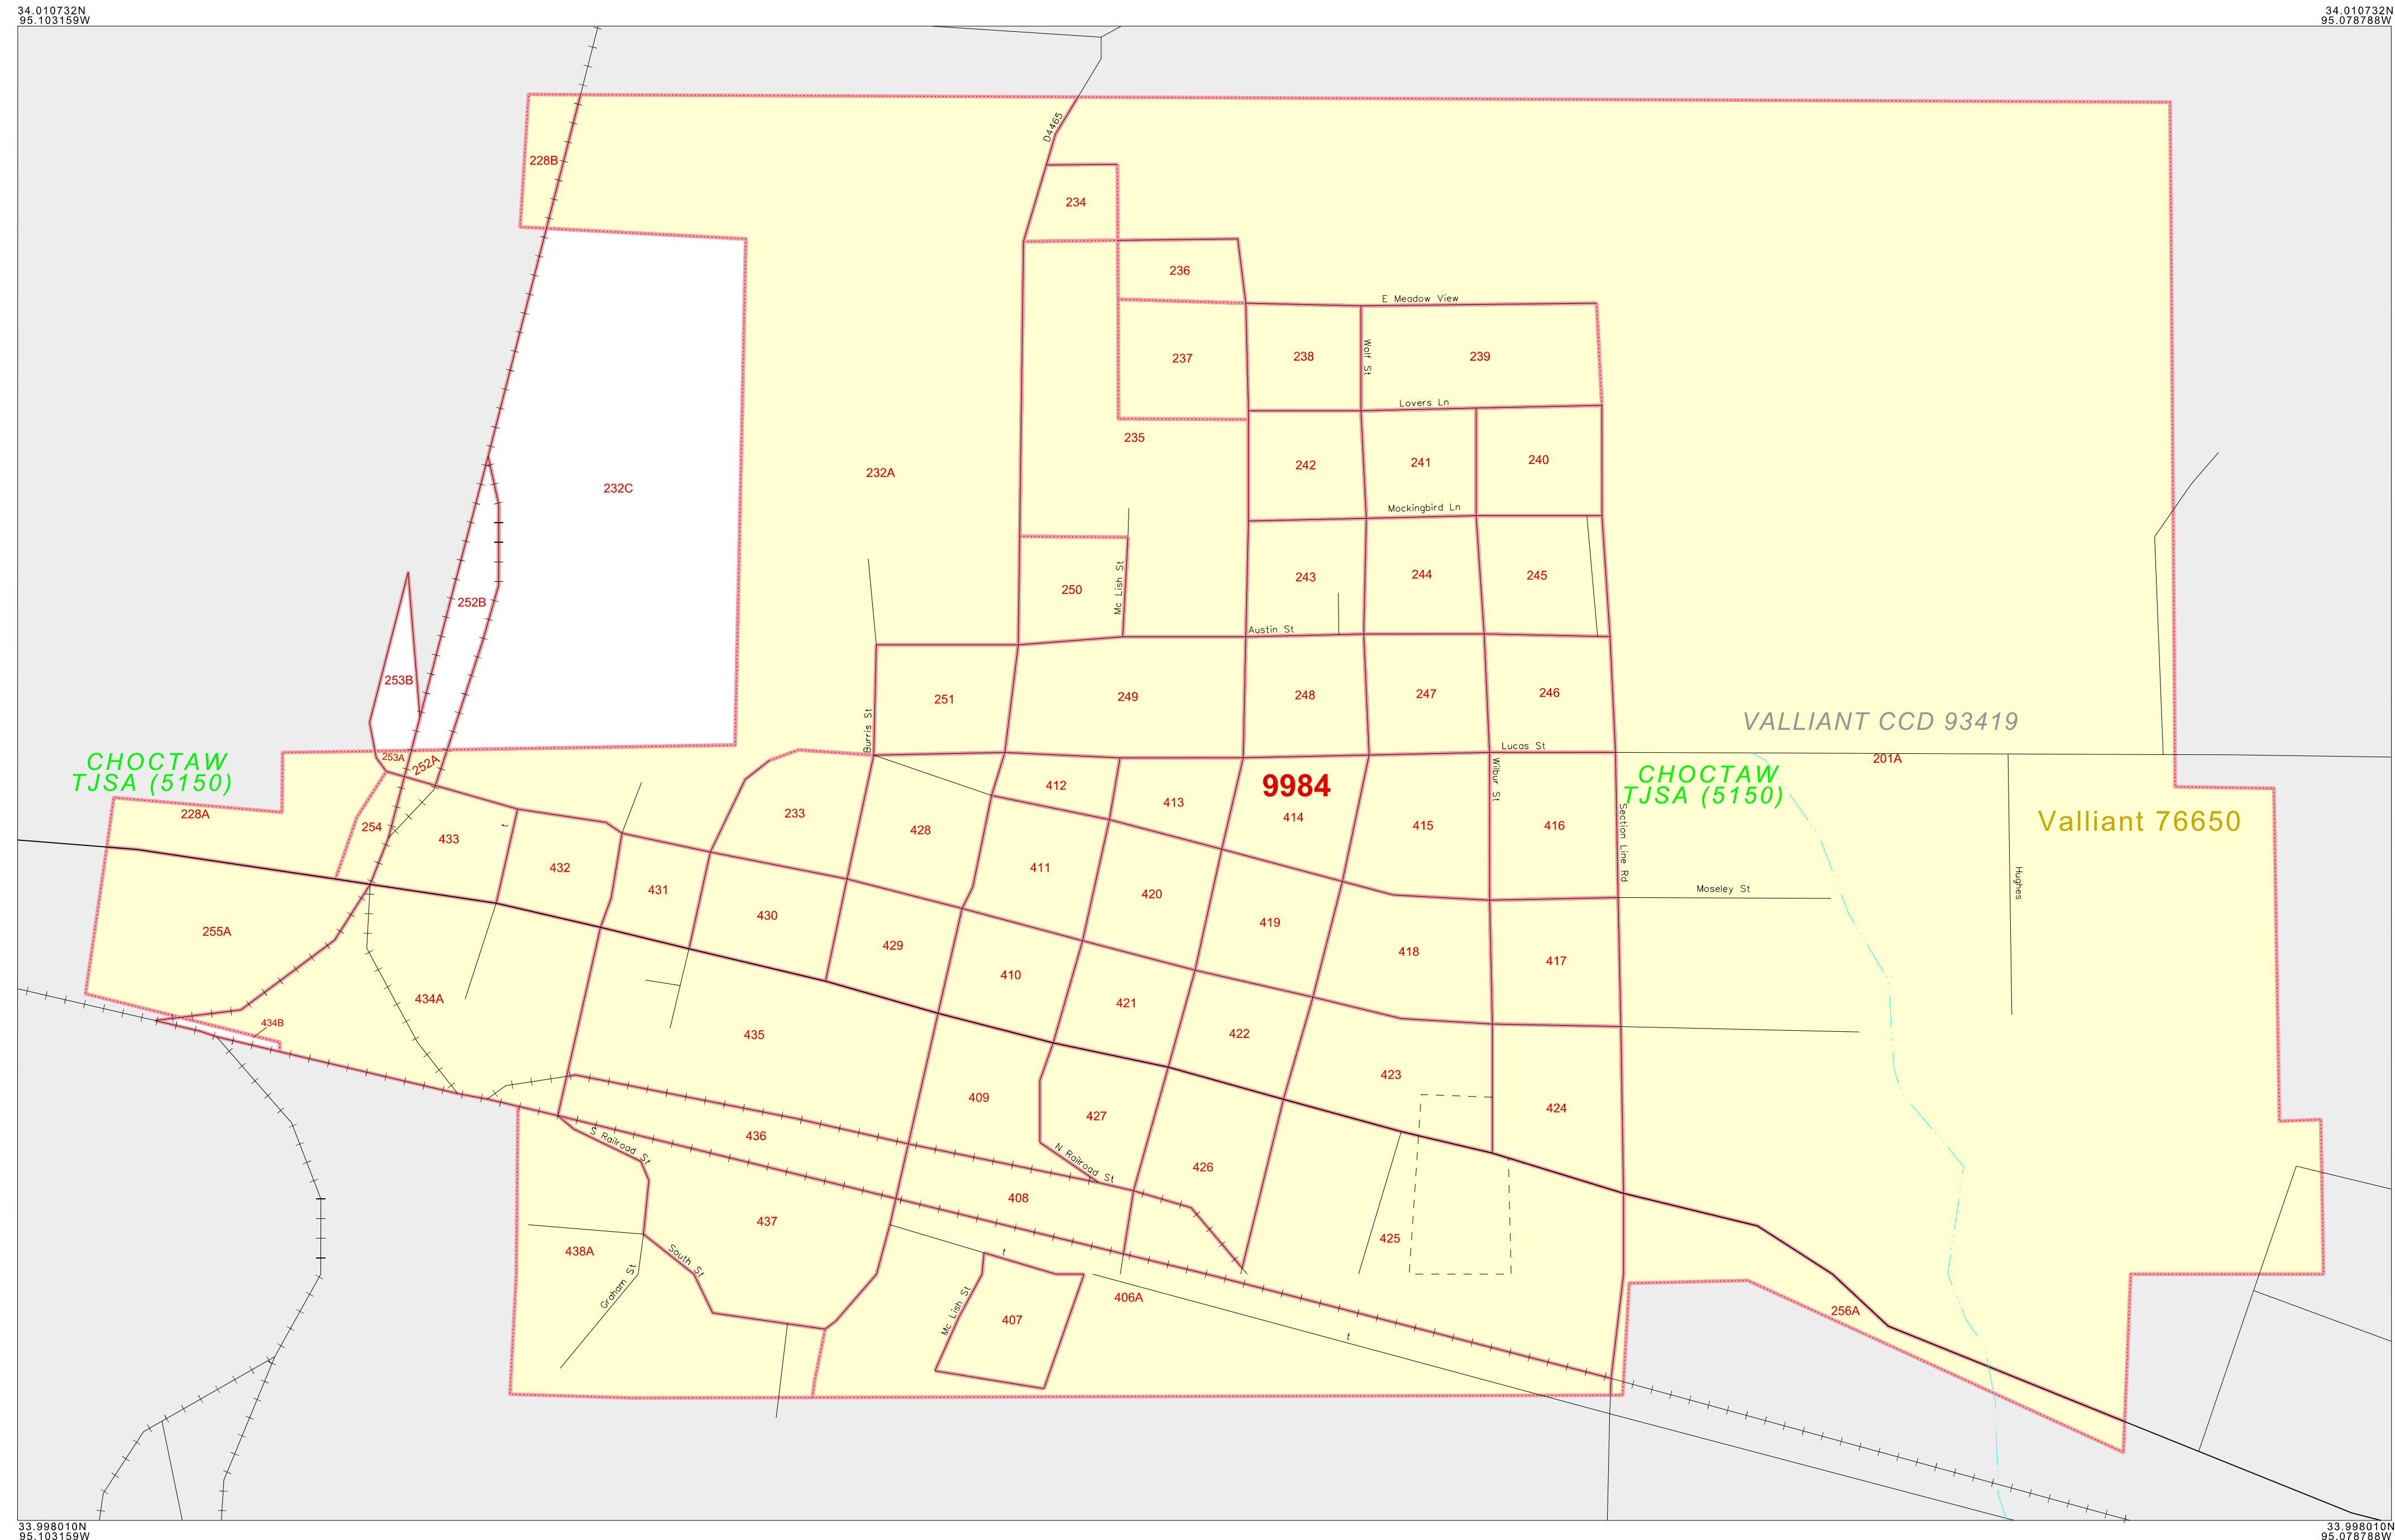 34.010732N
95.103159W
34.010732N
95.078788W
D4465
228B
234
236
E Meadow View
237
238
Wolf St
239
Lovers Ln
235
232A
232C
242
241
240
Mockingbird Ln
250
Mc Lish St
243
244
245
252B
Austin St
253B
251
249
248
247
246
Burris St
VALLIANT CCD 93419
Lucas St
253A
252A
CHOCTAW
TJSA (5150)
201A
CHOCTAW
TJSA (5150)
9984
Wilbur St
412
413
414
415
416
Section Line Rd
Valliant 76650
228A
254
433
t
233
428
432
411
431
420
430
419
Moseley St
Hughes
255A
429
418
417
410
434A
421
434B
435
422
423
409
427
424
436
S Railroad St
N Railroad St
426
408
437
438A
South St
t
425
Graham St
Mc Lish St
407
406A
t
256A
33.998010N
95.103159W
33.998010N
95.078788W